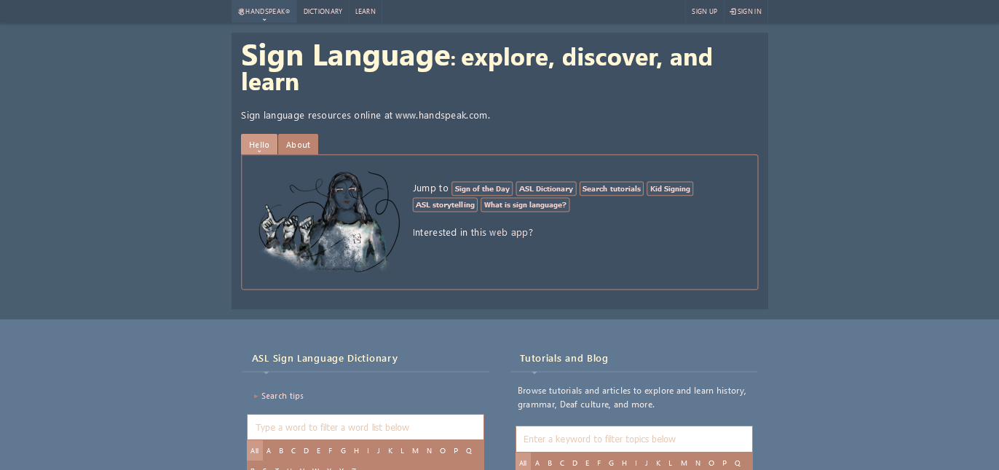 HANDSPEAK® DICTIONARY LEARN SIGN UP SIGN IN
Sign Language: explore, discover, and
learn
Sign language resources online at www.handspeak.com.
Hello About
Jump to Sign of the Day ASL Dictionary Search tutorials Kid Signing
ASL storytelling What is sign language?
Interested in this web app?
ASL Sign Language Dictionary
Search tips
Type a word to filter a word list below
All A B C D E F G H I J K L M N O P Q
R S T U V W X Y Z
Tutorials and Blog
Browse tutorials and articles to explore and learn history,
grammar, Deaf culture, and more.
Enter a keyword to filter topics below
All A B C D E F G H I J K L M N O P Q